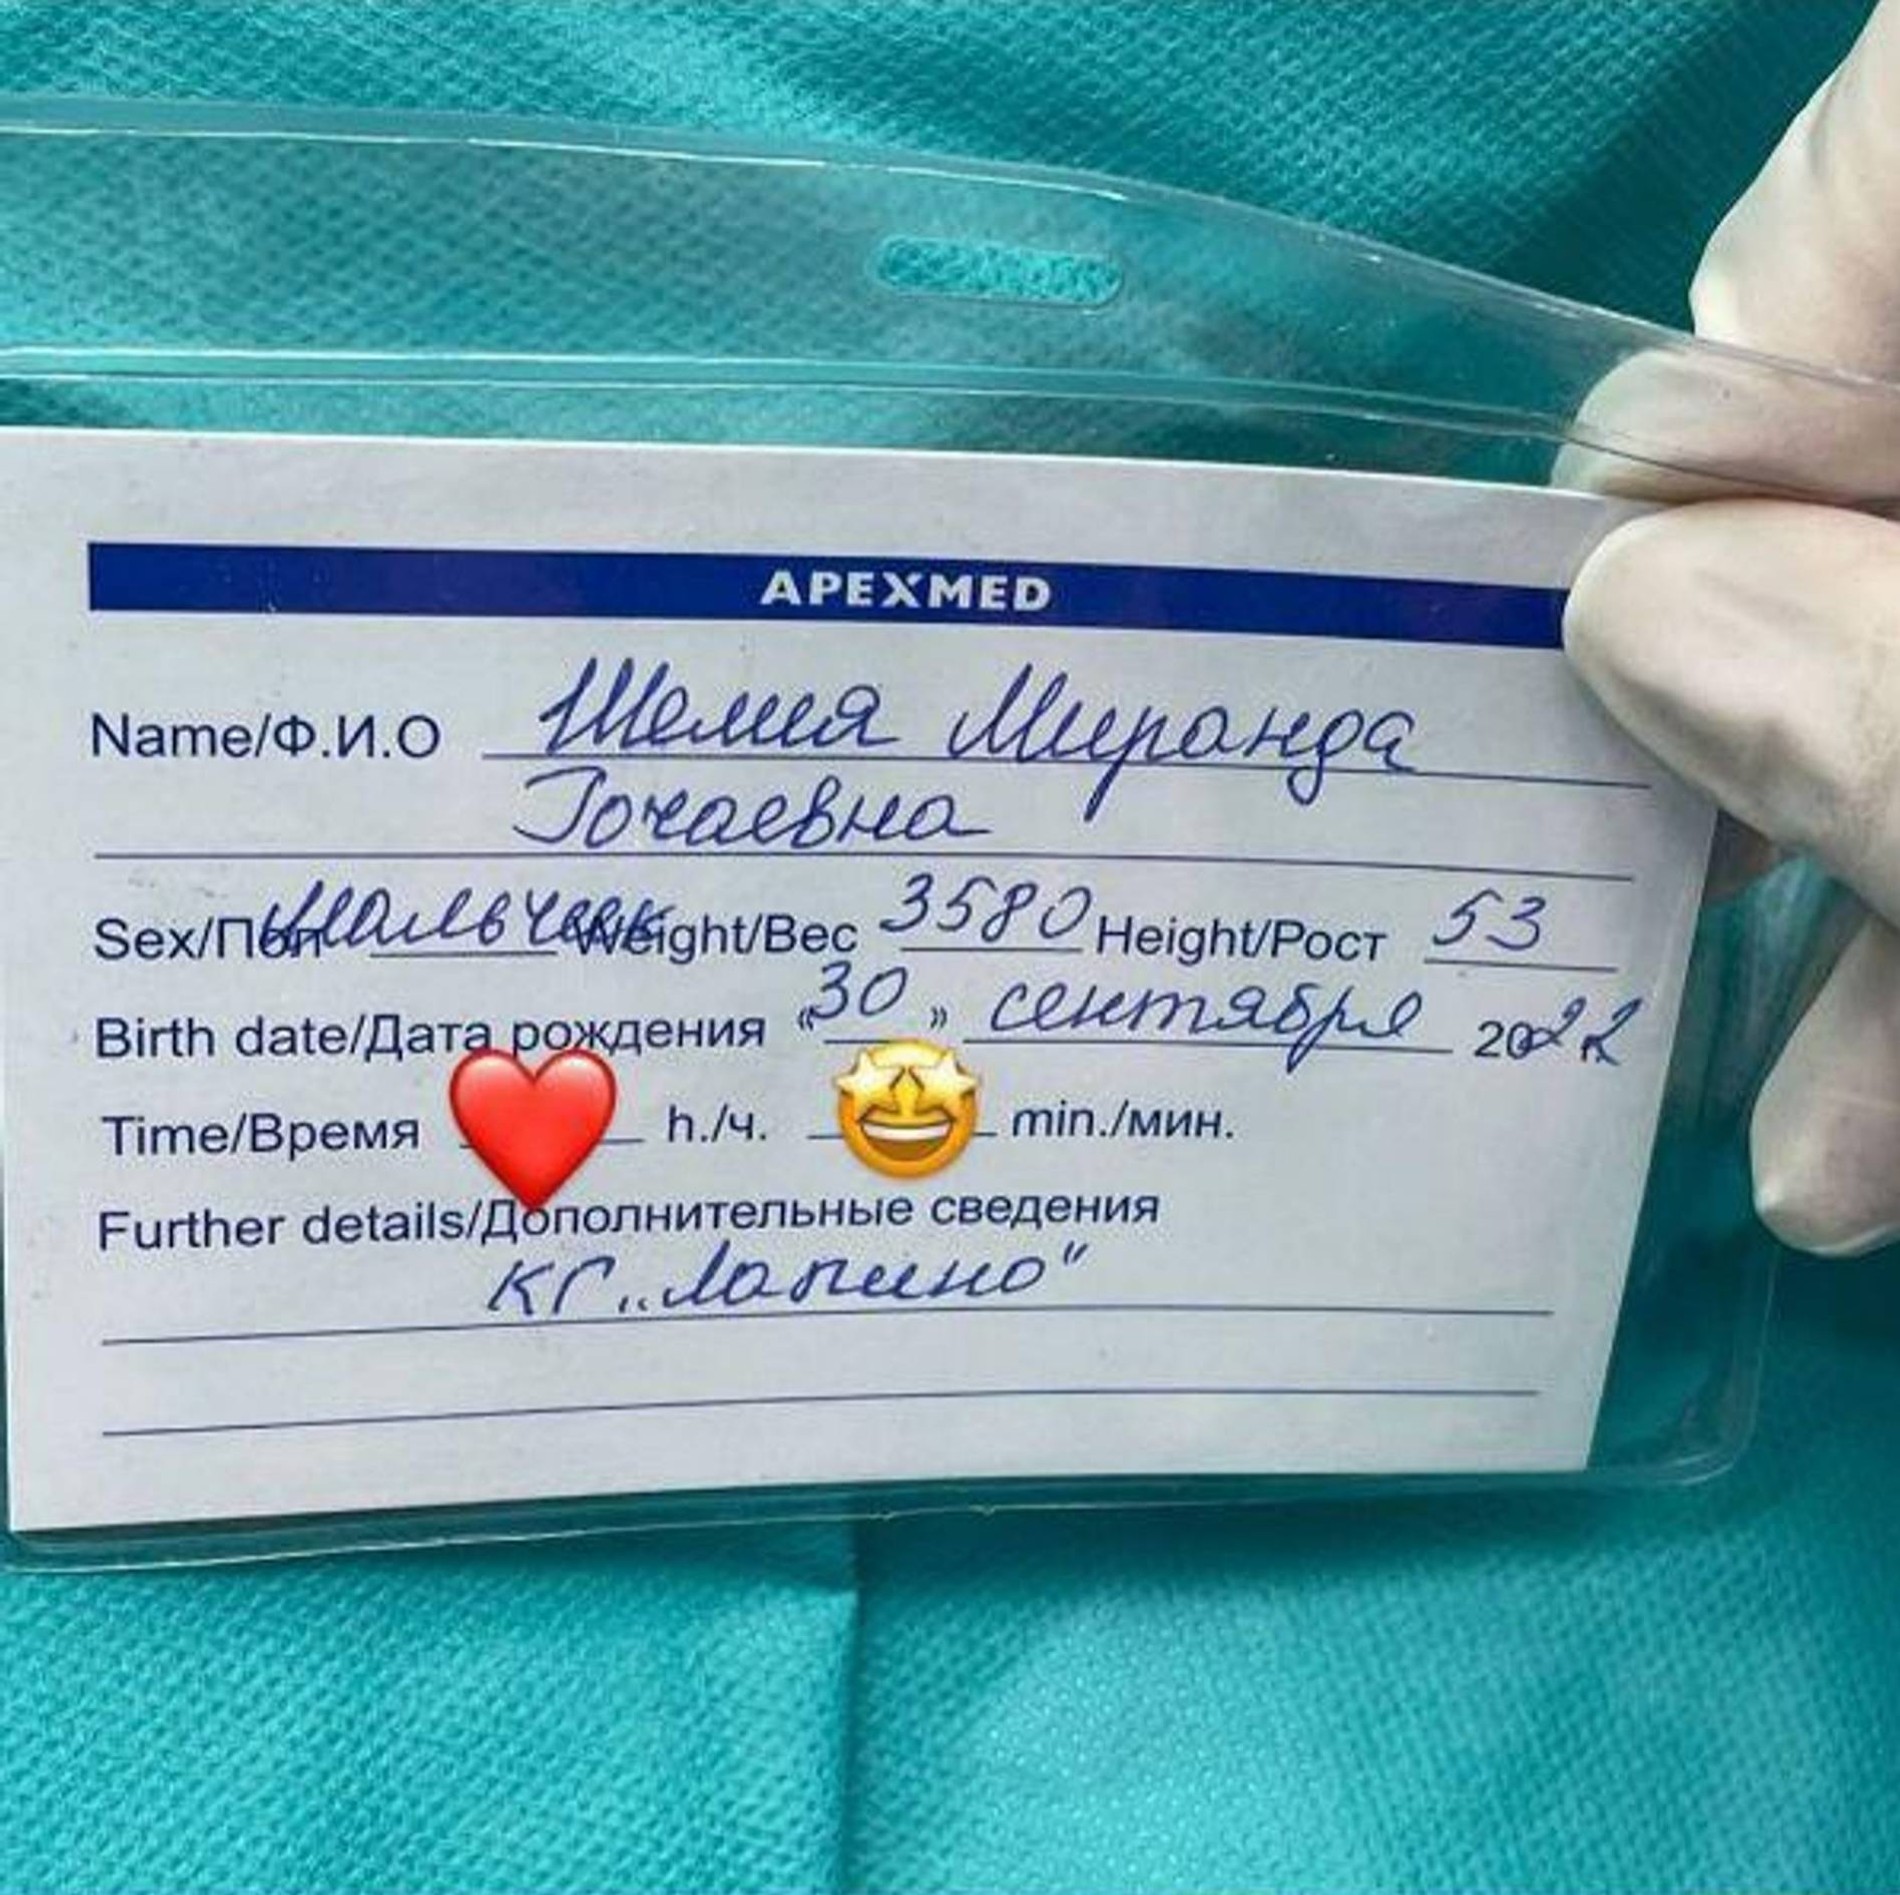 APEXMED
Name/Ф.И.О Шелия Миранда
Гочаевна
Sex/Пол мальчик Weight/Вес 3580 Height/Рост 53
Birth date/Дата рождения «30» сентября 2022
Time/Время h./ч. min./мин.
Further details/Дополнительные сведения
КГ „Лапино"